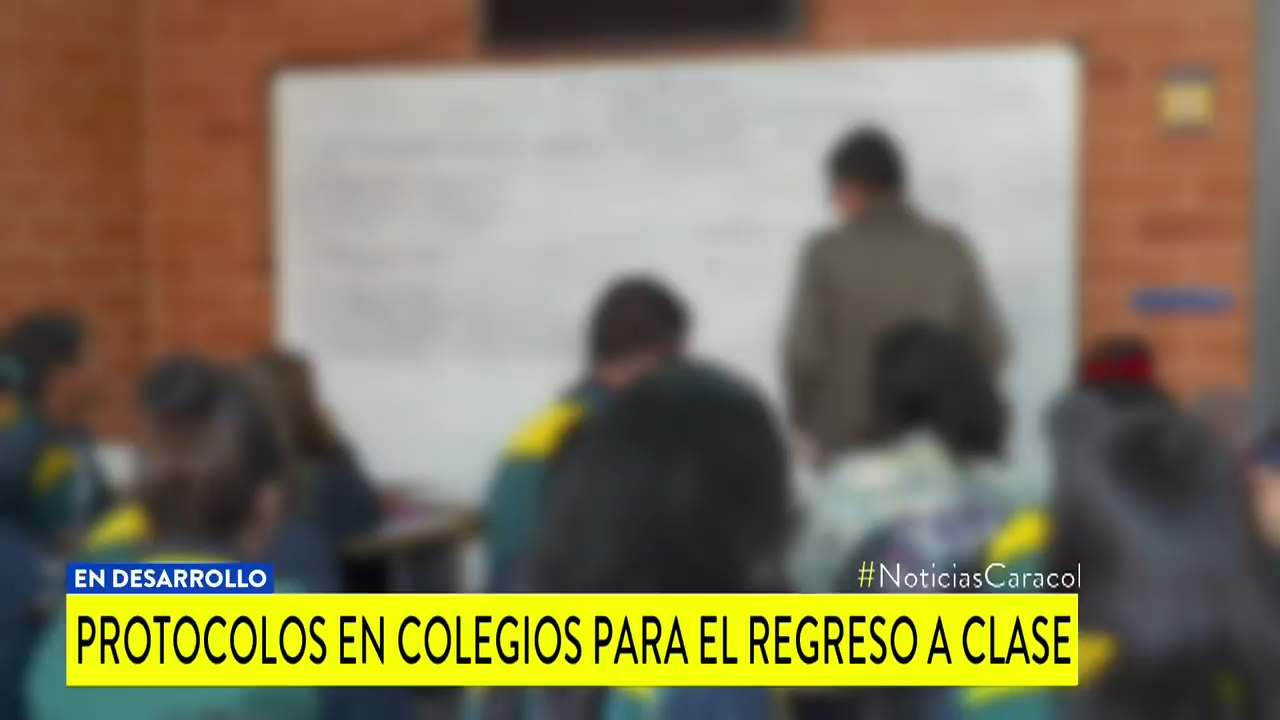 EN DESARROLLO
#NoticiasCaracol
PROTOCOLOS EN COLEGIOS PARA EL REGRESO A CLASE